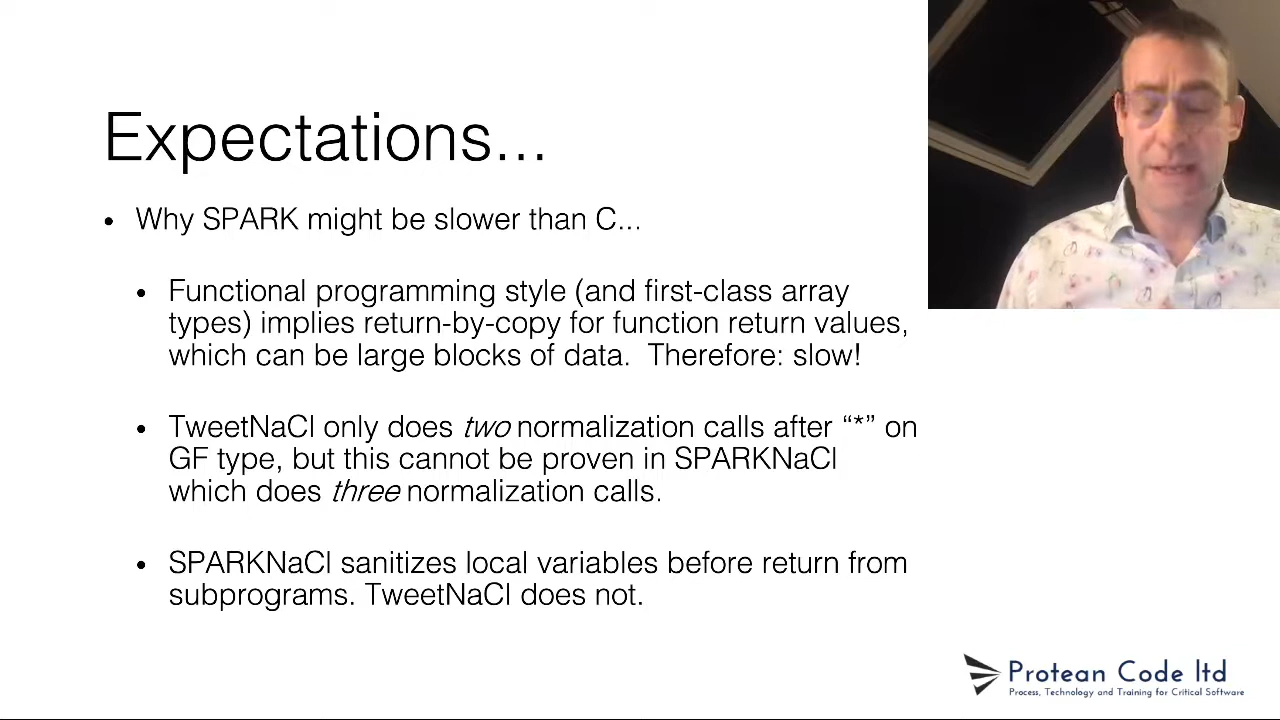 Expectations...
• Why SPARK might be slower than C...
• Functional programming style (and first-class array
types) implies return-by-copy for function return values,
which can be large blocks of data.  Therefore: slow!
• TweetNaCl only does two normalization calls after “*” on
GF type, but this cannot be proven in SPARKNaCl
which does three normalization calls.
• SPARKNaCl sanitizes local variables before return from
subprograms. TweetNaCl does not.
Protean Code ltd
Process, Technology and Training for Critical Software